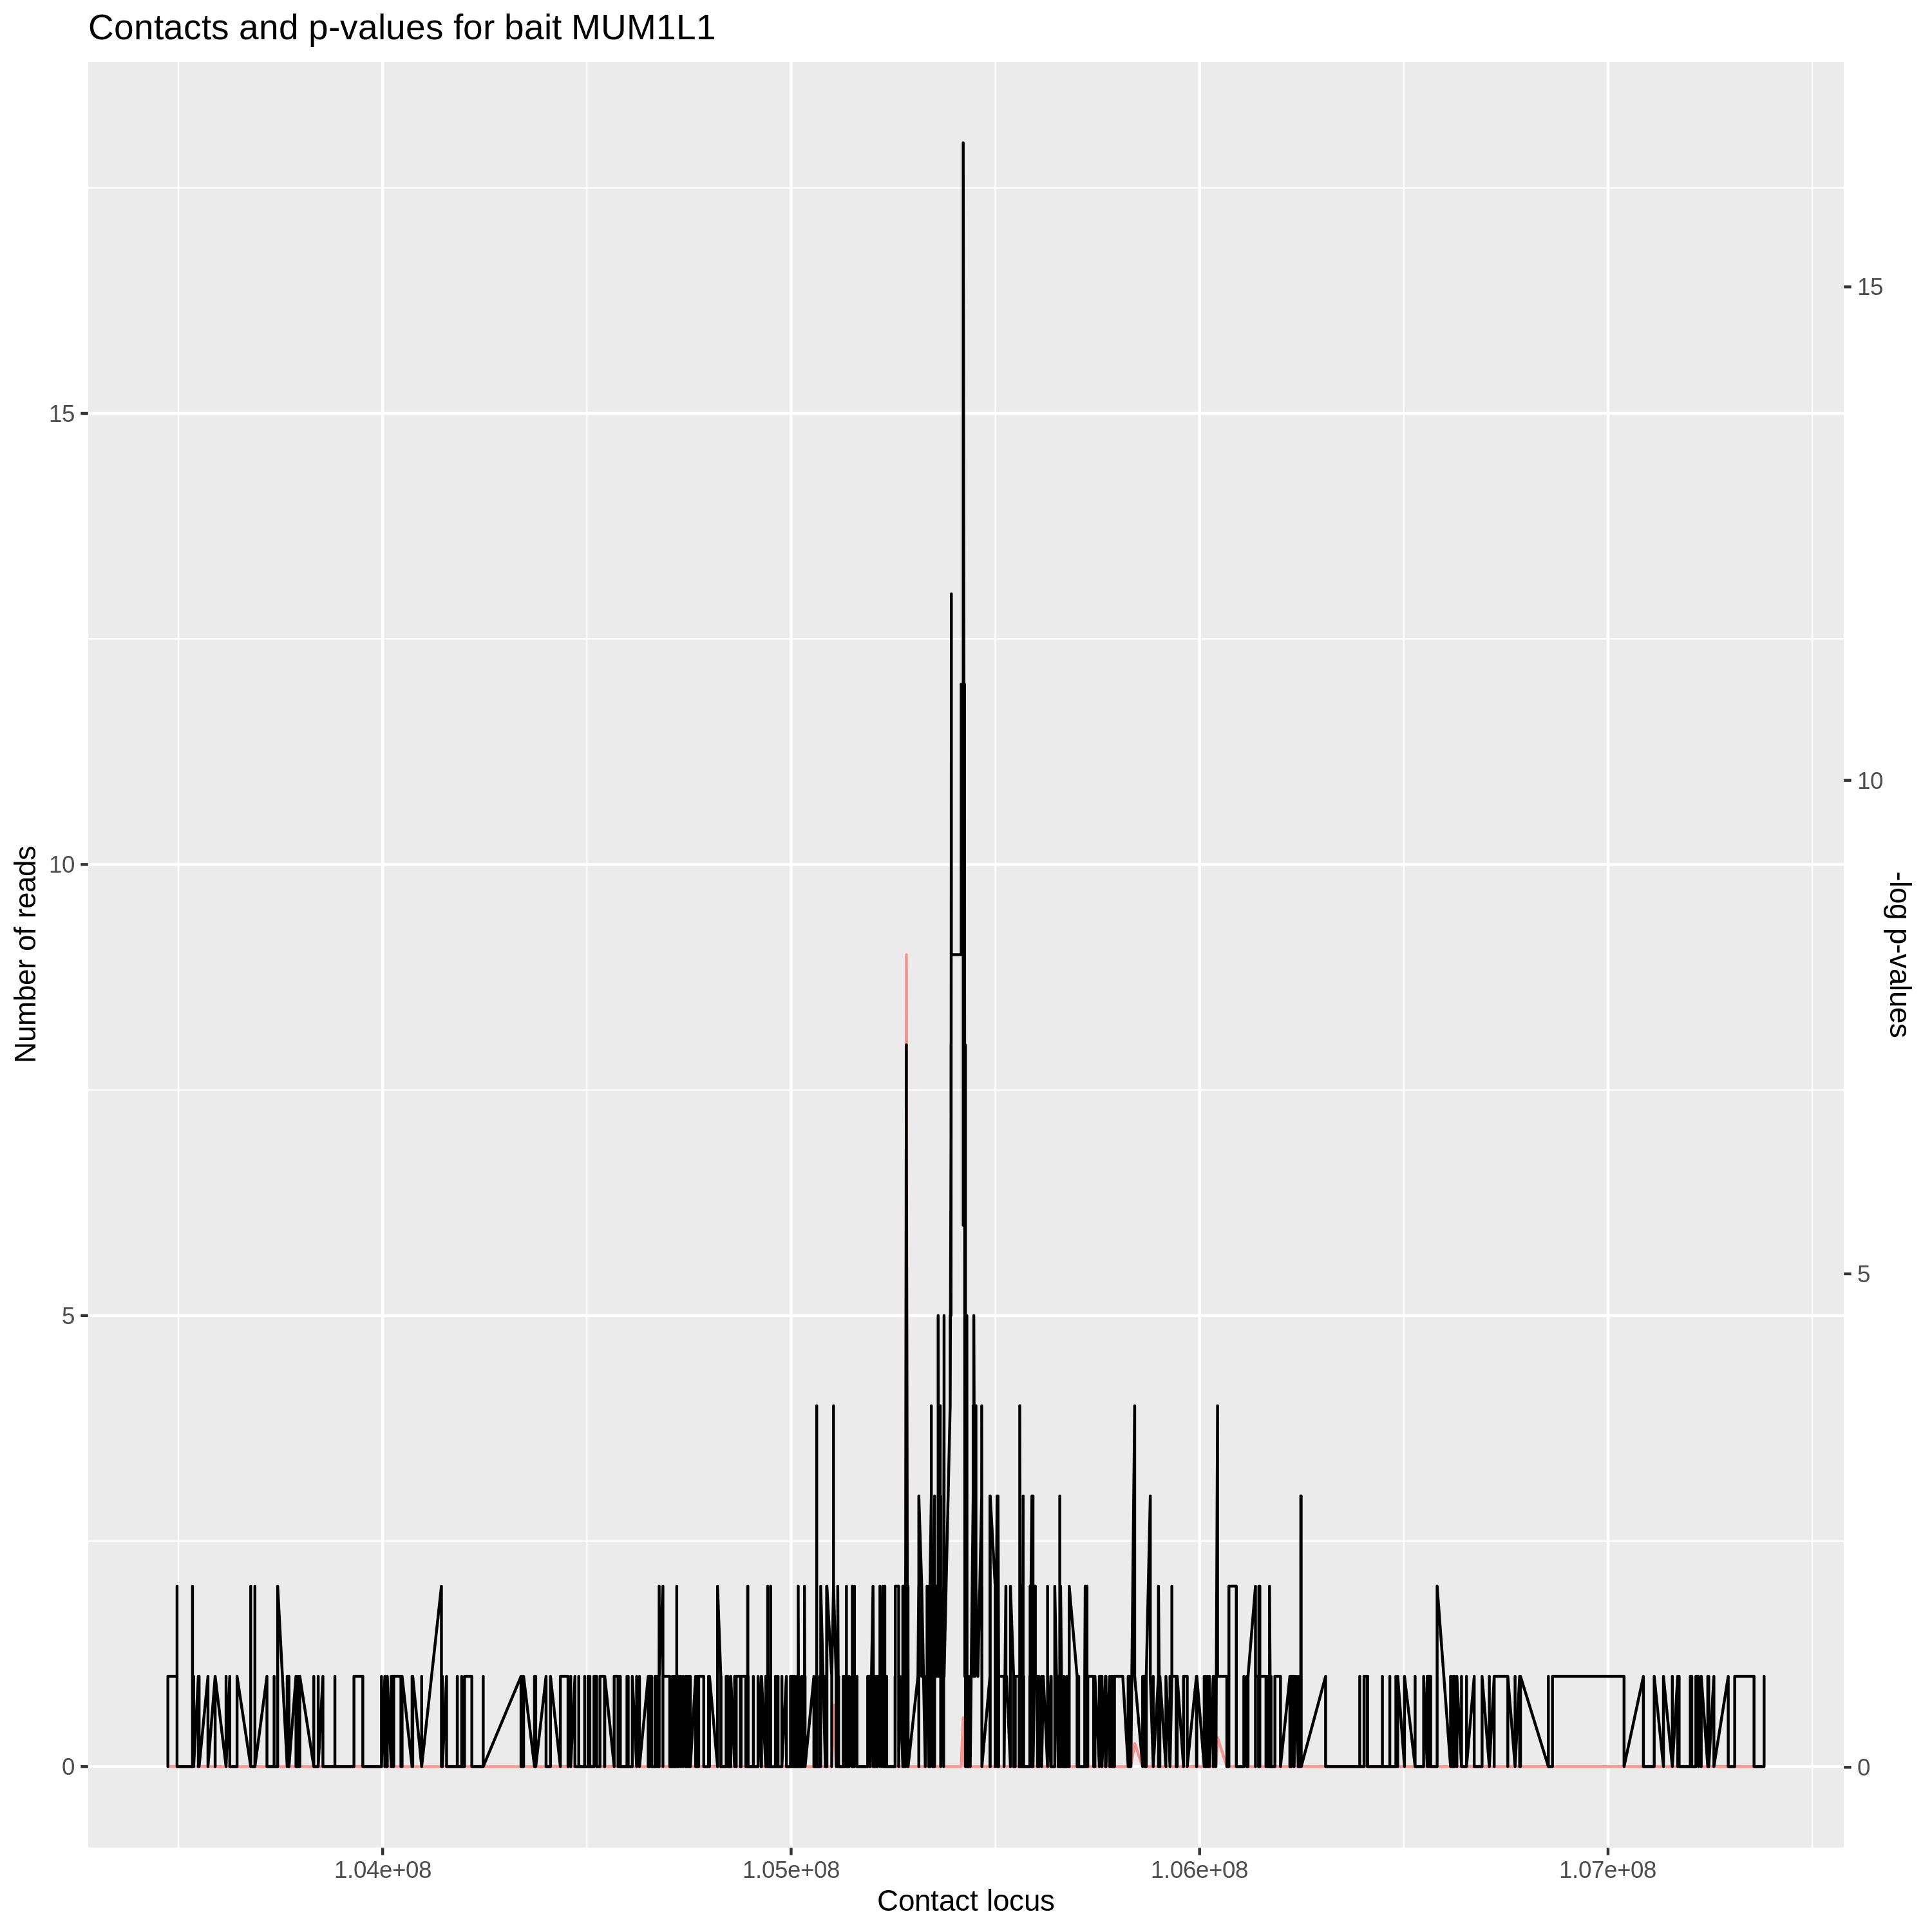 Contacts and p-values for bait MUM1L1
15
10
5
0
Number of reads
15
10
5
0
-log p-values
1.04e+08
1.05e+08
1.06e+08
1.07e+08
Contact locus